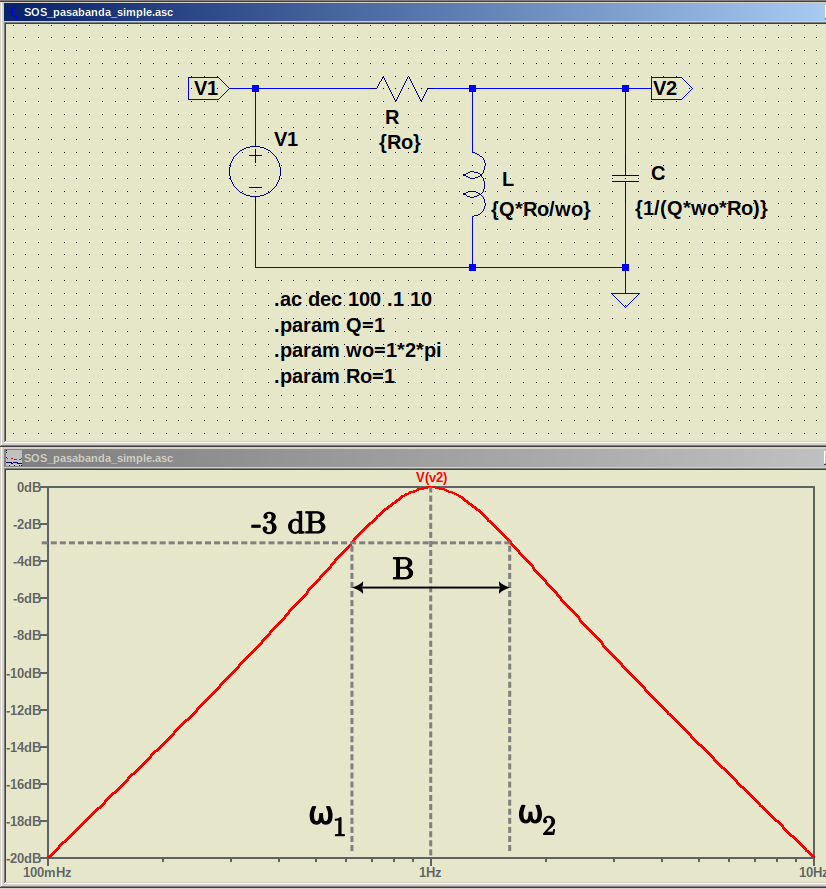 SOS_pasabanda_simple.asc
V1
V2
R
{Ro}
V1
L
{Q*Ro/wo}
C
{1/(Q*wo*Ro)}
.ac dec 100 .1 10
.param Q=1
.param wo=1*2*pi
.param Ro=1
SOS_pasabanda_simple.asc
V(v2)
0dB
-2dB
-4dB
-6dB
-8dB
-10dB
-12dB
-14dB
-16dB
-18dB
-20dB
-3 dB
B
ω1
ω2
100mHz
1Hz
10Hz